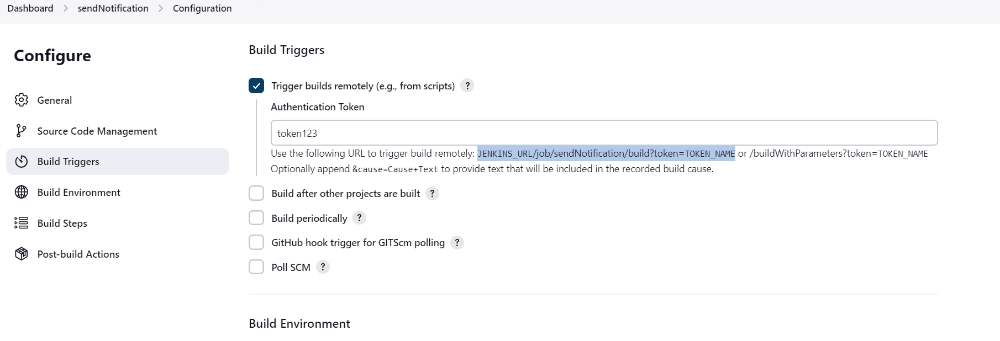 Dashboard > sendNotification > Configuration
Configure
General
Source Code Management
Build Triggers
Build Environment
Build Steps
Post-build Actions
Build Triggers
Trigger builds remotely (e.g., from scripts) ?
Authentication Token
token123
Use the following URL to trigger build remotely: JENKINS_URL/job/sendNotification/build?token=TOKEN_NAME or /buildWithParameters?token=TOKEN_NAME
Optionally append &cause=Cause+Text to provide text that will be included in the recorded build cause.
Build after other projects are built ?
Build periodically ?
GitHub hook trigger for GITScm polling ?
Poll SCM ?
Build Environment